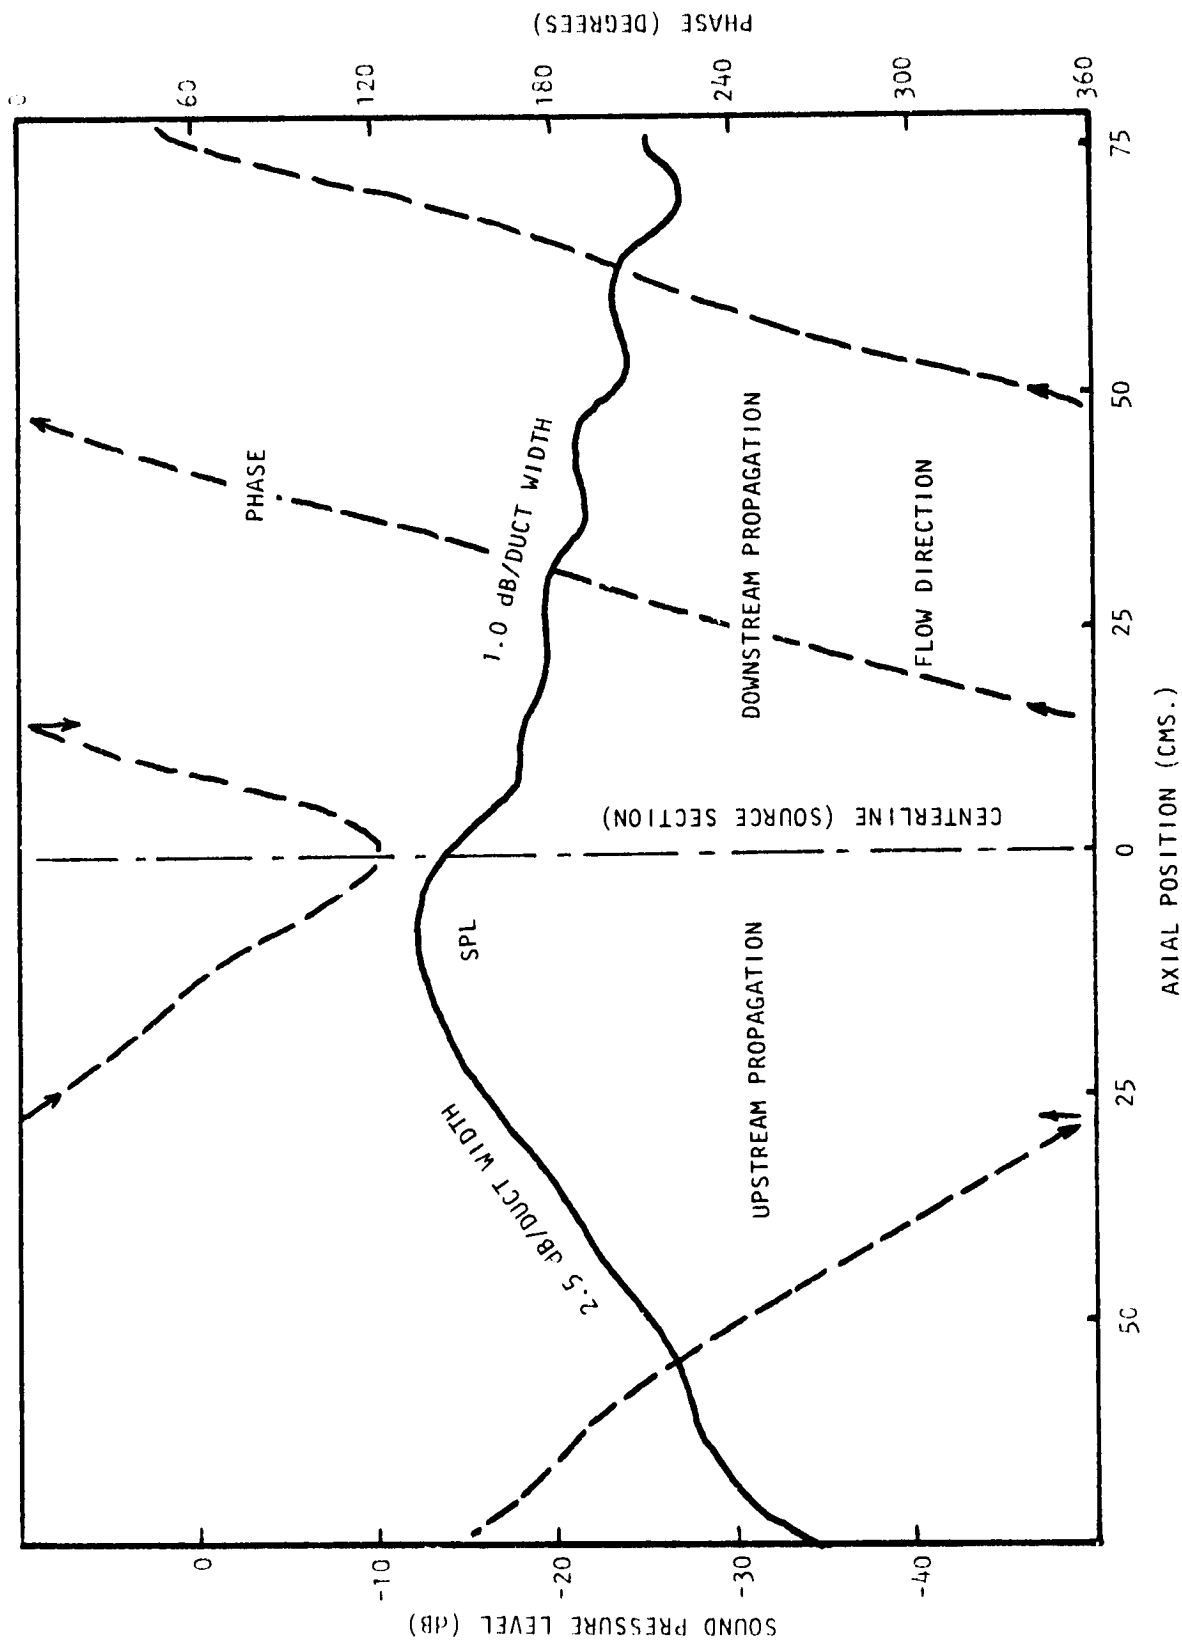 SOUND PRESSURE LEVEL (dB)
0
-10
-20
-30
-40
PHASE (DEGREES)
0
60
120
180
240
300
360
PHASE
SPL
2.5 dB/DUCT WIDTH
1.0 dB/DUCT WIDTH
UPSTREAM PROPAGATION
CENTERLINE (SOURCE SECTION)
DOWNSTREAM PROPAGATION
FLOW DIRECTION
50
25
0
25
50
75
AXIAL POSITION (CMS.)